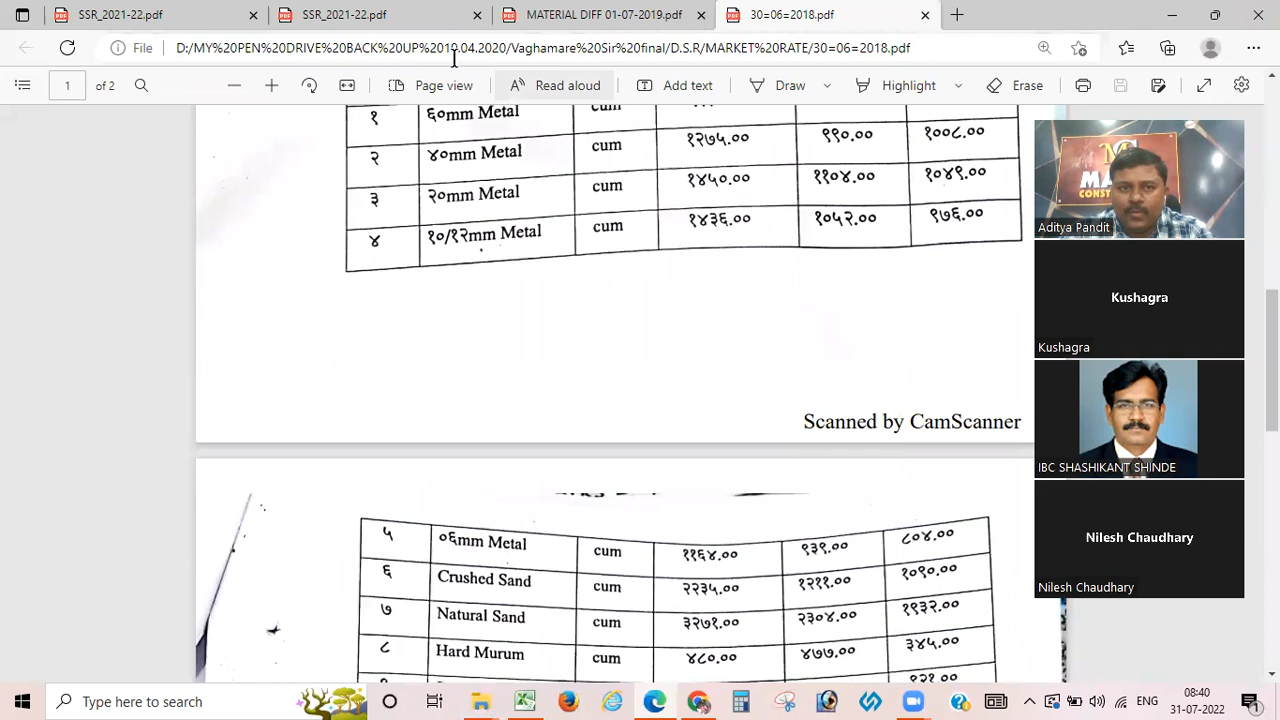 SSR_2021-22.pdf
SSR_2021-22.pdf
MATERIAL DIFF 01-07-2019.pdf
30=06=2018.pdf
File
D:/MY%20PEN%20DRIVE%20BACK%20UP%2019.04.2020/Vaghamare%20Sir%20final/D.S.R/MARKET%20RATE/30=06=2018.pdf
1 of 2
Page view
Read aloud
Add text
Draw
Highlight
Erase
१ ६०mm Metal cum
२ ४०mm Metal cum १२७५.०० ९९०.०० १००८.००
३ २०mm Metal cum १४५०.०० ११०४.०० १०४९.००
४ १०/१२mm Metal cum १४३६.०० १०५२.०० ९७६.००
Scanned by CamScanner
५ ०६mm Metal cum ११६४.०० ९३९.०० ८०४.००
६ Crushed Sand cum २२३५.०० १२११.०० १०९०.००
७ Natural Sand cum ३२७१.०० २३०४.०० १९३२.००
८ Hard Murum cum ४८०.०० ४७७.०० ३४५.००
Aditya Pandit
Kushagra
Kushagra
IBC SHASHIKANT SHINDE
Nilesh Chaudhary
Nilesh Chaudhary
Type here to search
ENG
08:40
31-07-2022